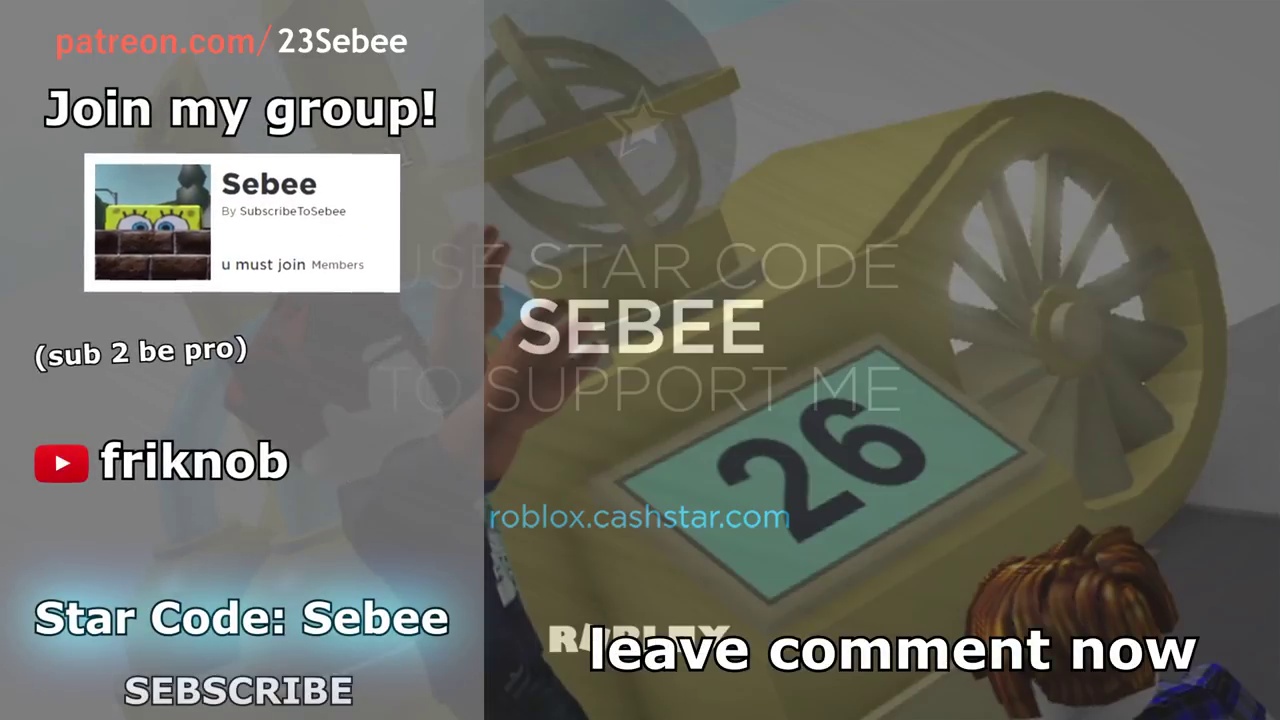 patreon.com/23Sebee
Join my group!
Sebee
By SubscribeToSebee
u must join Members
(sub 2 be pro)
friknob
Star Code: Sebee
SEBSCRIBE
USE STAR CODE
SEBEE
TO SUPPORT ME
26
roblox.cashstar.com
ROBLOX
leave comment now